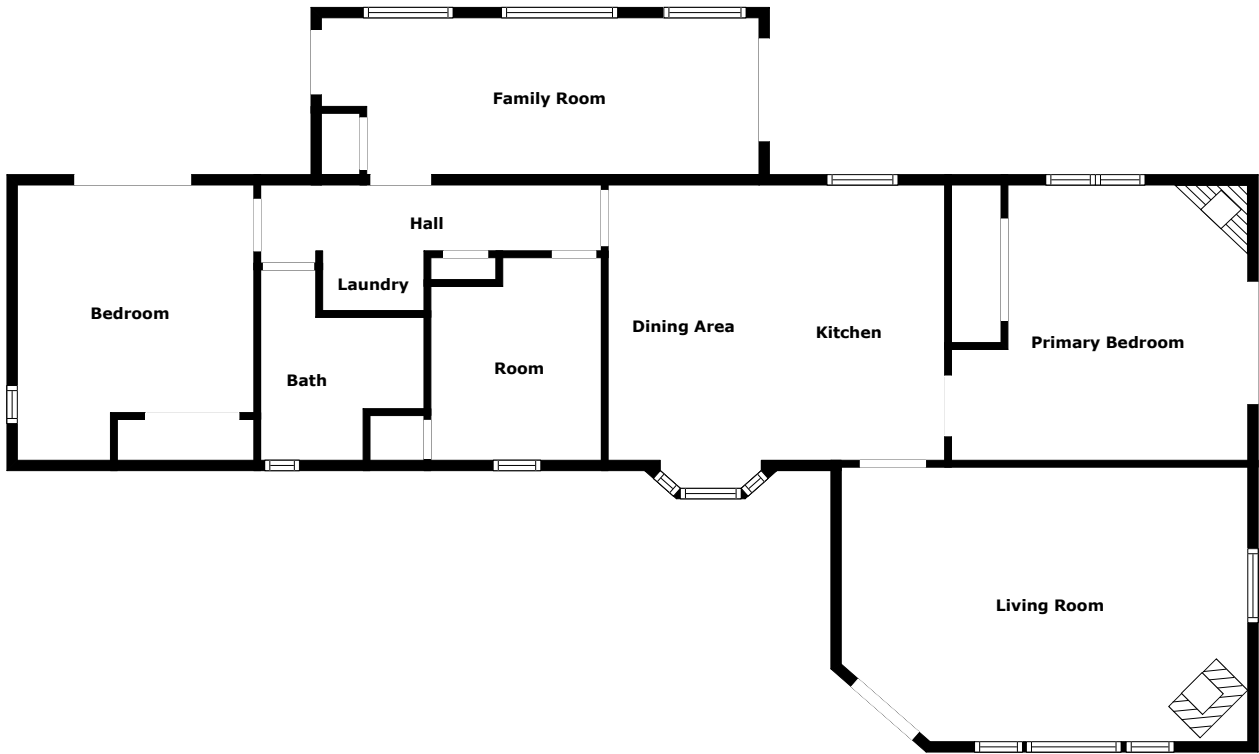 Family Room
Hall
Laundry
Bedroom
Dining Area
Kitchen
Primary Bedroom
Room
Bath
Living Room